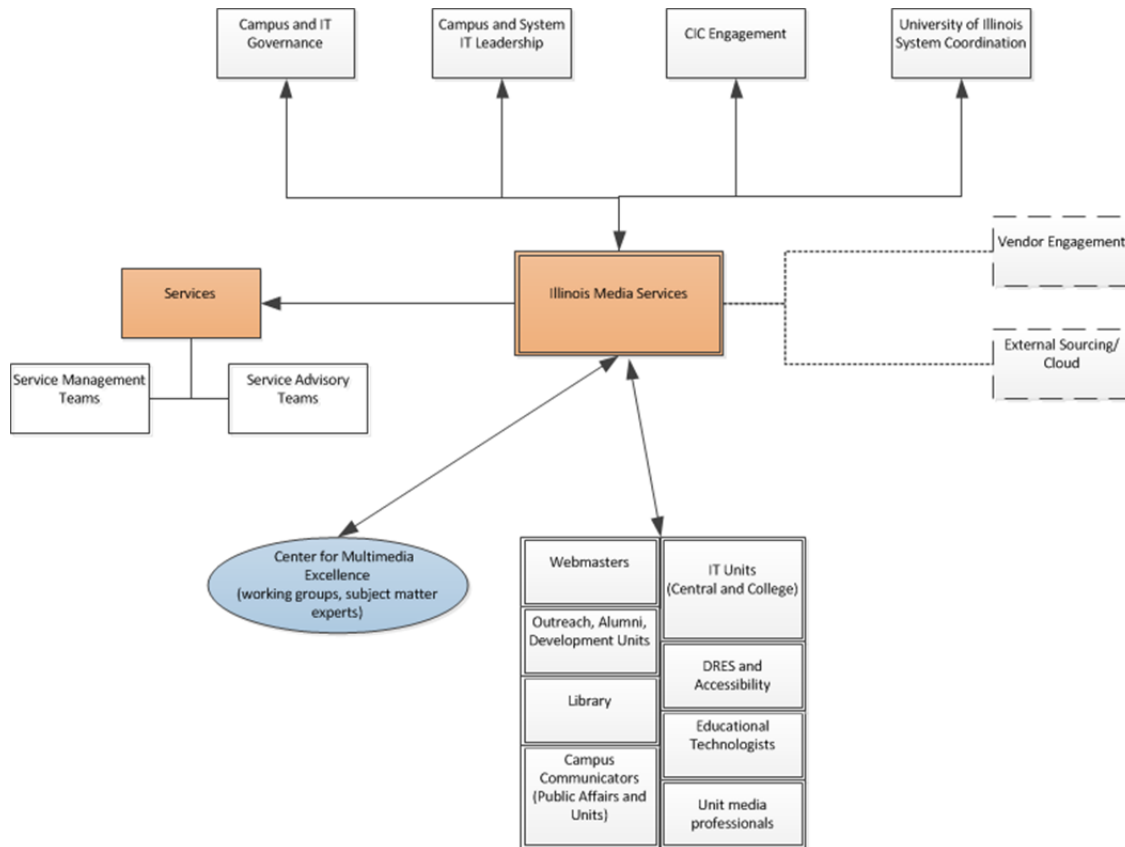 Campus and IT
Governance
Campus and System
IT Leadership
CIC Engagement
University of Illinois
System Coordination
Vendor Engagement
Services
Illinois Media Services
External Sourcing/
Cloud
Service Management
Teams
Service Advisory
Teams
Center for Multimedia
Excellence
(working groups, subject matter
experts)
Webmasters
IT Units
(Central and College)
Outreach, Alumni,
Development Units
DRES and
Accessibility
Library
Educational
Technologists
Campus
Communicators
(Public Affairs and
Units)
Unit media
professionals